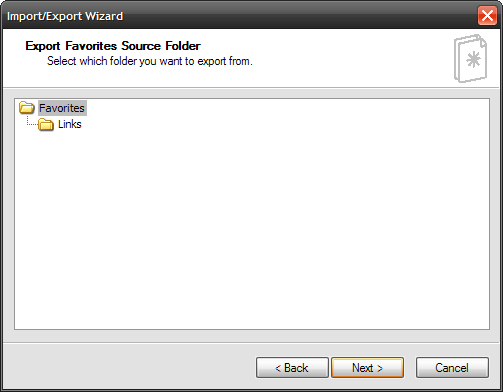 Import/Export Wizard
Export Favorites Source Folder
Select which folder you want to export from.
Favorites
Links
< Back
Next >
Cancel